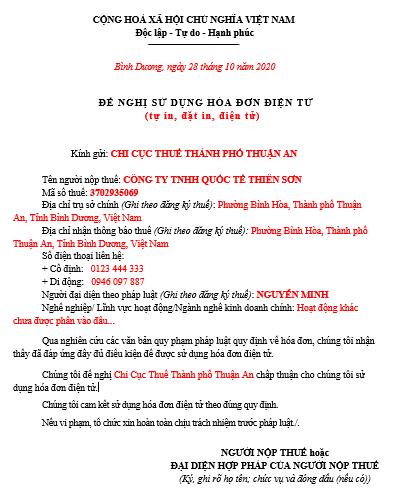 CỘNG HOÀ XÃ HỘI CHỦ NGHĨA VIỆT NAM
Độc lập - Tự do - Hạnh phúc
Bình Dương, ngày 28 tháng 10 năm 2020
ĐỀ NGHỊ SỬ DỤNG HÓA ĐƠN ĐIỆN TỬ
(tự in, đặt in, điện tử)
Kính gửi: CHI CỤC THUẾ THÀNH PHỐ THUẬN AN
Tên người nộp thuế: CÔNG TY TNHH QUỐC TẾ THIÊN SƠN
Mã số thuế: 3702935069
Địa chỉ trụ sở chính (Ghi theo đăng ký thuế): Phường Bình Hòa, Thành phố Thuận
An, Tỉnh Bình Dương, Việt Nam
Địa chỉ nhận thông báo thuế (Ghi theo đăng ký thuế): Phường Bình Hòa, Thành phố
Thuận An, Tỉnh Bình Dương, Việt Nam
Số điện thoại liên hệ:
+ Cố định: 0123 444 333
+ Di động: 0946 097 887
Người đại diện theo pháp luật (Ghi theo đăng ký thuế): NGUYỄN MINH
Nghề nghiệp/ Lĩnh vực hoạt động/Ngành nghề kinh doanh chính: Hoạt động khác
chưa được phân vào đâu...
Qua nghiên cứu các văn bản quy phạm pháp luật quy định về hóa đơn, chúng tôi nhận
thấy đã đáp ứng đầy đủ điều kiện để được sử dụng hóa đơn điện tử.
Chúng tôi đề nghị Chi Cục Thuế Thành phố Thuận An chấp thuận cho chúng tôi sử
dụng hóa đơn điện tử.
Chúng tôi cam kết sử dụng hóa đơn điện tử theo đúng quy định.
Nếu vi phạm, tổ chức xin hoàn toàn chịu trách nhiệm trước pháp luật./.
NGƯỜI NỘP THUẾ hoặc
ĐẠI DIỆN HỢP PHÁP CỦA NGƯỜI NỘP THUẾ
(Ký, ghi rõ họ tên; chức vụ và đóng dấu (nếu có))